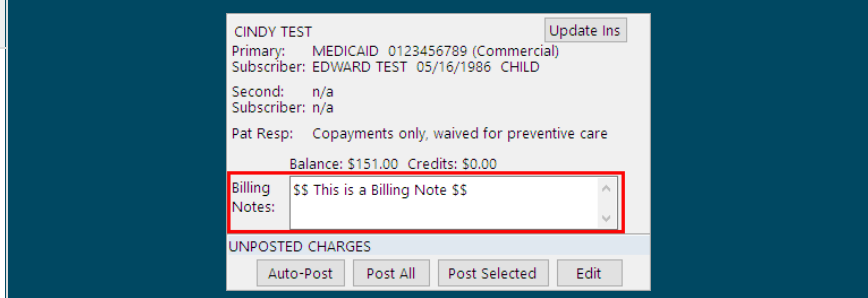 CINDY TEST Update Ins
Primary: MEDICAID 0123456789 (Commercial)
Subscriber: EDWARD TEST 05/16/1986 CHILD
Second: n/a
Subscriber: n/a
Pat Resp: Copayments only, waived for preventive care
Balance: $151.00 Credits: $0.00
Billing Notes: $$ This is a Billing Note $$
UNPOSTED CHARGES
Auto-Post Post All Post Selected Edit